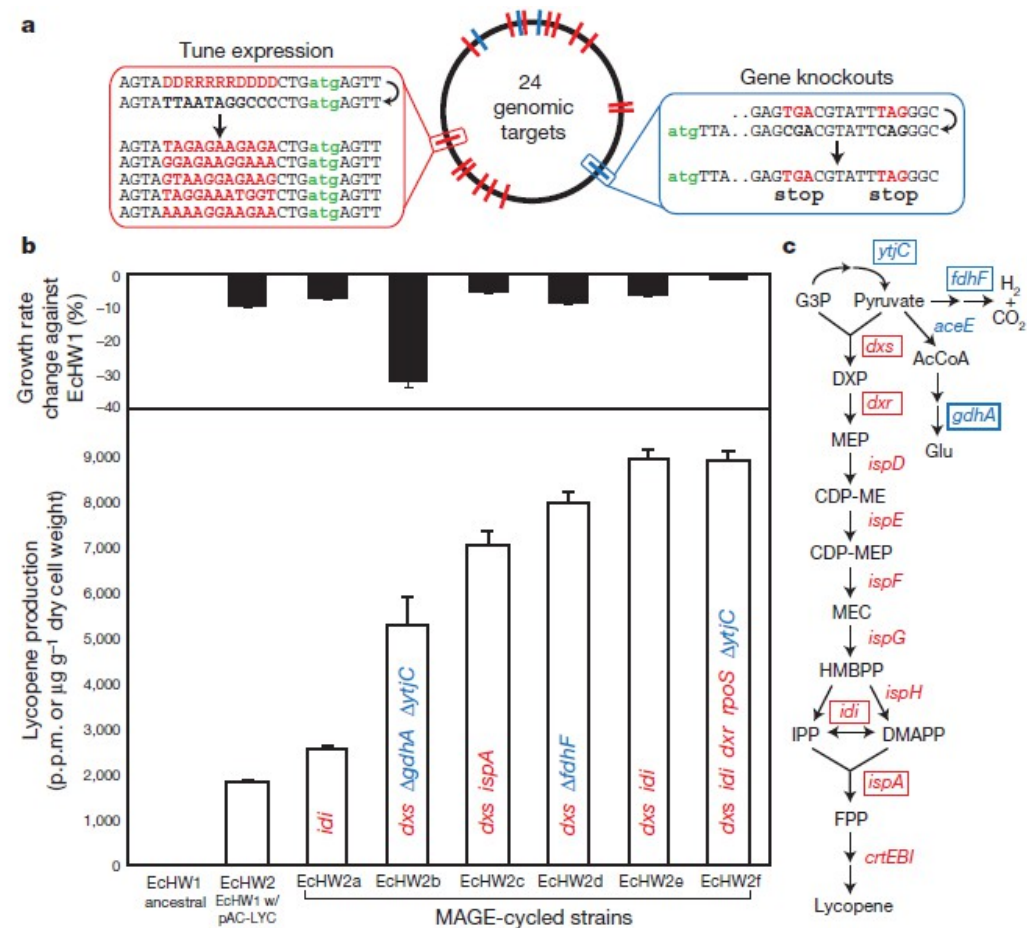 a
Tune expression
AGTADDRRRRRDDDDCTGatgAGTT
AGTATTAATAGGCCCCTGatgAGTT
AGTATAGAGAAGAGACTGatgAGTT
AGTAGGAGAAGGAAACTGatgAGTT
AGTAGTAAGGAGAAGCTGatgAGTT
AGTATAGGAAATGGTCTGatgAGTT
AGTAAAAAGGAAGAACTGatgAGTT
24
genomic
targets
Gene knockouts
..GAGTGACGTATTTAGGGC
atgTTA..GAGCGACGTATTCAGGGC
atgTTA..GAGTGACGTATTTAGGGC
stop stop
b
Growth rate
change against
EcHW1 (%)
0
−10
−20
−30
−40
Lycopene production
(p.p.m. or µg g⁻¹ dry cell weight)
9,000
8,000
7,000
6,000
5,000
4,000
3,000
2,000
1,000
0
idi
dxs ΔgdhA ΔytjC
dxs ispA
dxs ΔfdhF
dxs idi
dxs idi dxr rpoS ΔytjC
EcHW1
ancestral
EcHW2
EcHW1 w/
pAC-LYC
EcHW2a
EcHW2b
EcHW2c
EcHW2d
EcHW2e
EcHW2f
MAGE-cycled strains
c
ytjC
fdhF
G3P
Pyruvate
H2
+
CO2
aceE
dxs
AcCoA
DXP
dxr
gdhA
MEP
Glu
ispD
CDP-ME
ispE
CDP-MEP
ispF
MEC
ispG
HMBPP
ispH
idi
IPP
DMAPP
ispA
FPP
crtEBI
Lycopene